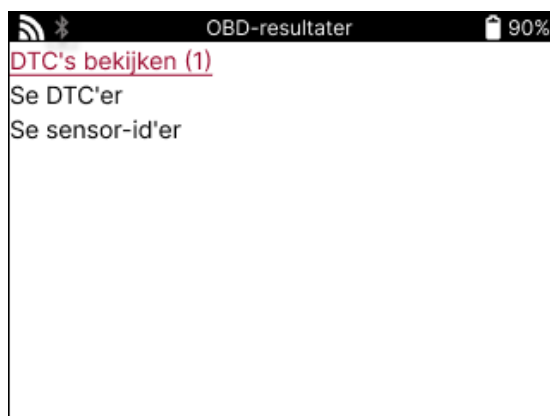 OBD-resultater 90%
DTC's bekijken (1)
Se DTC'er
Se sensor-id'er